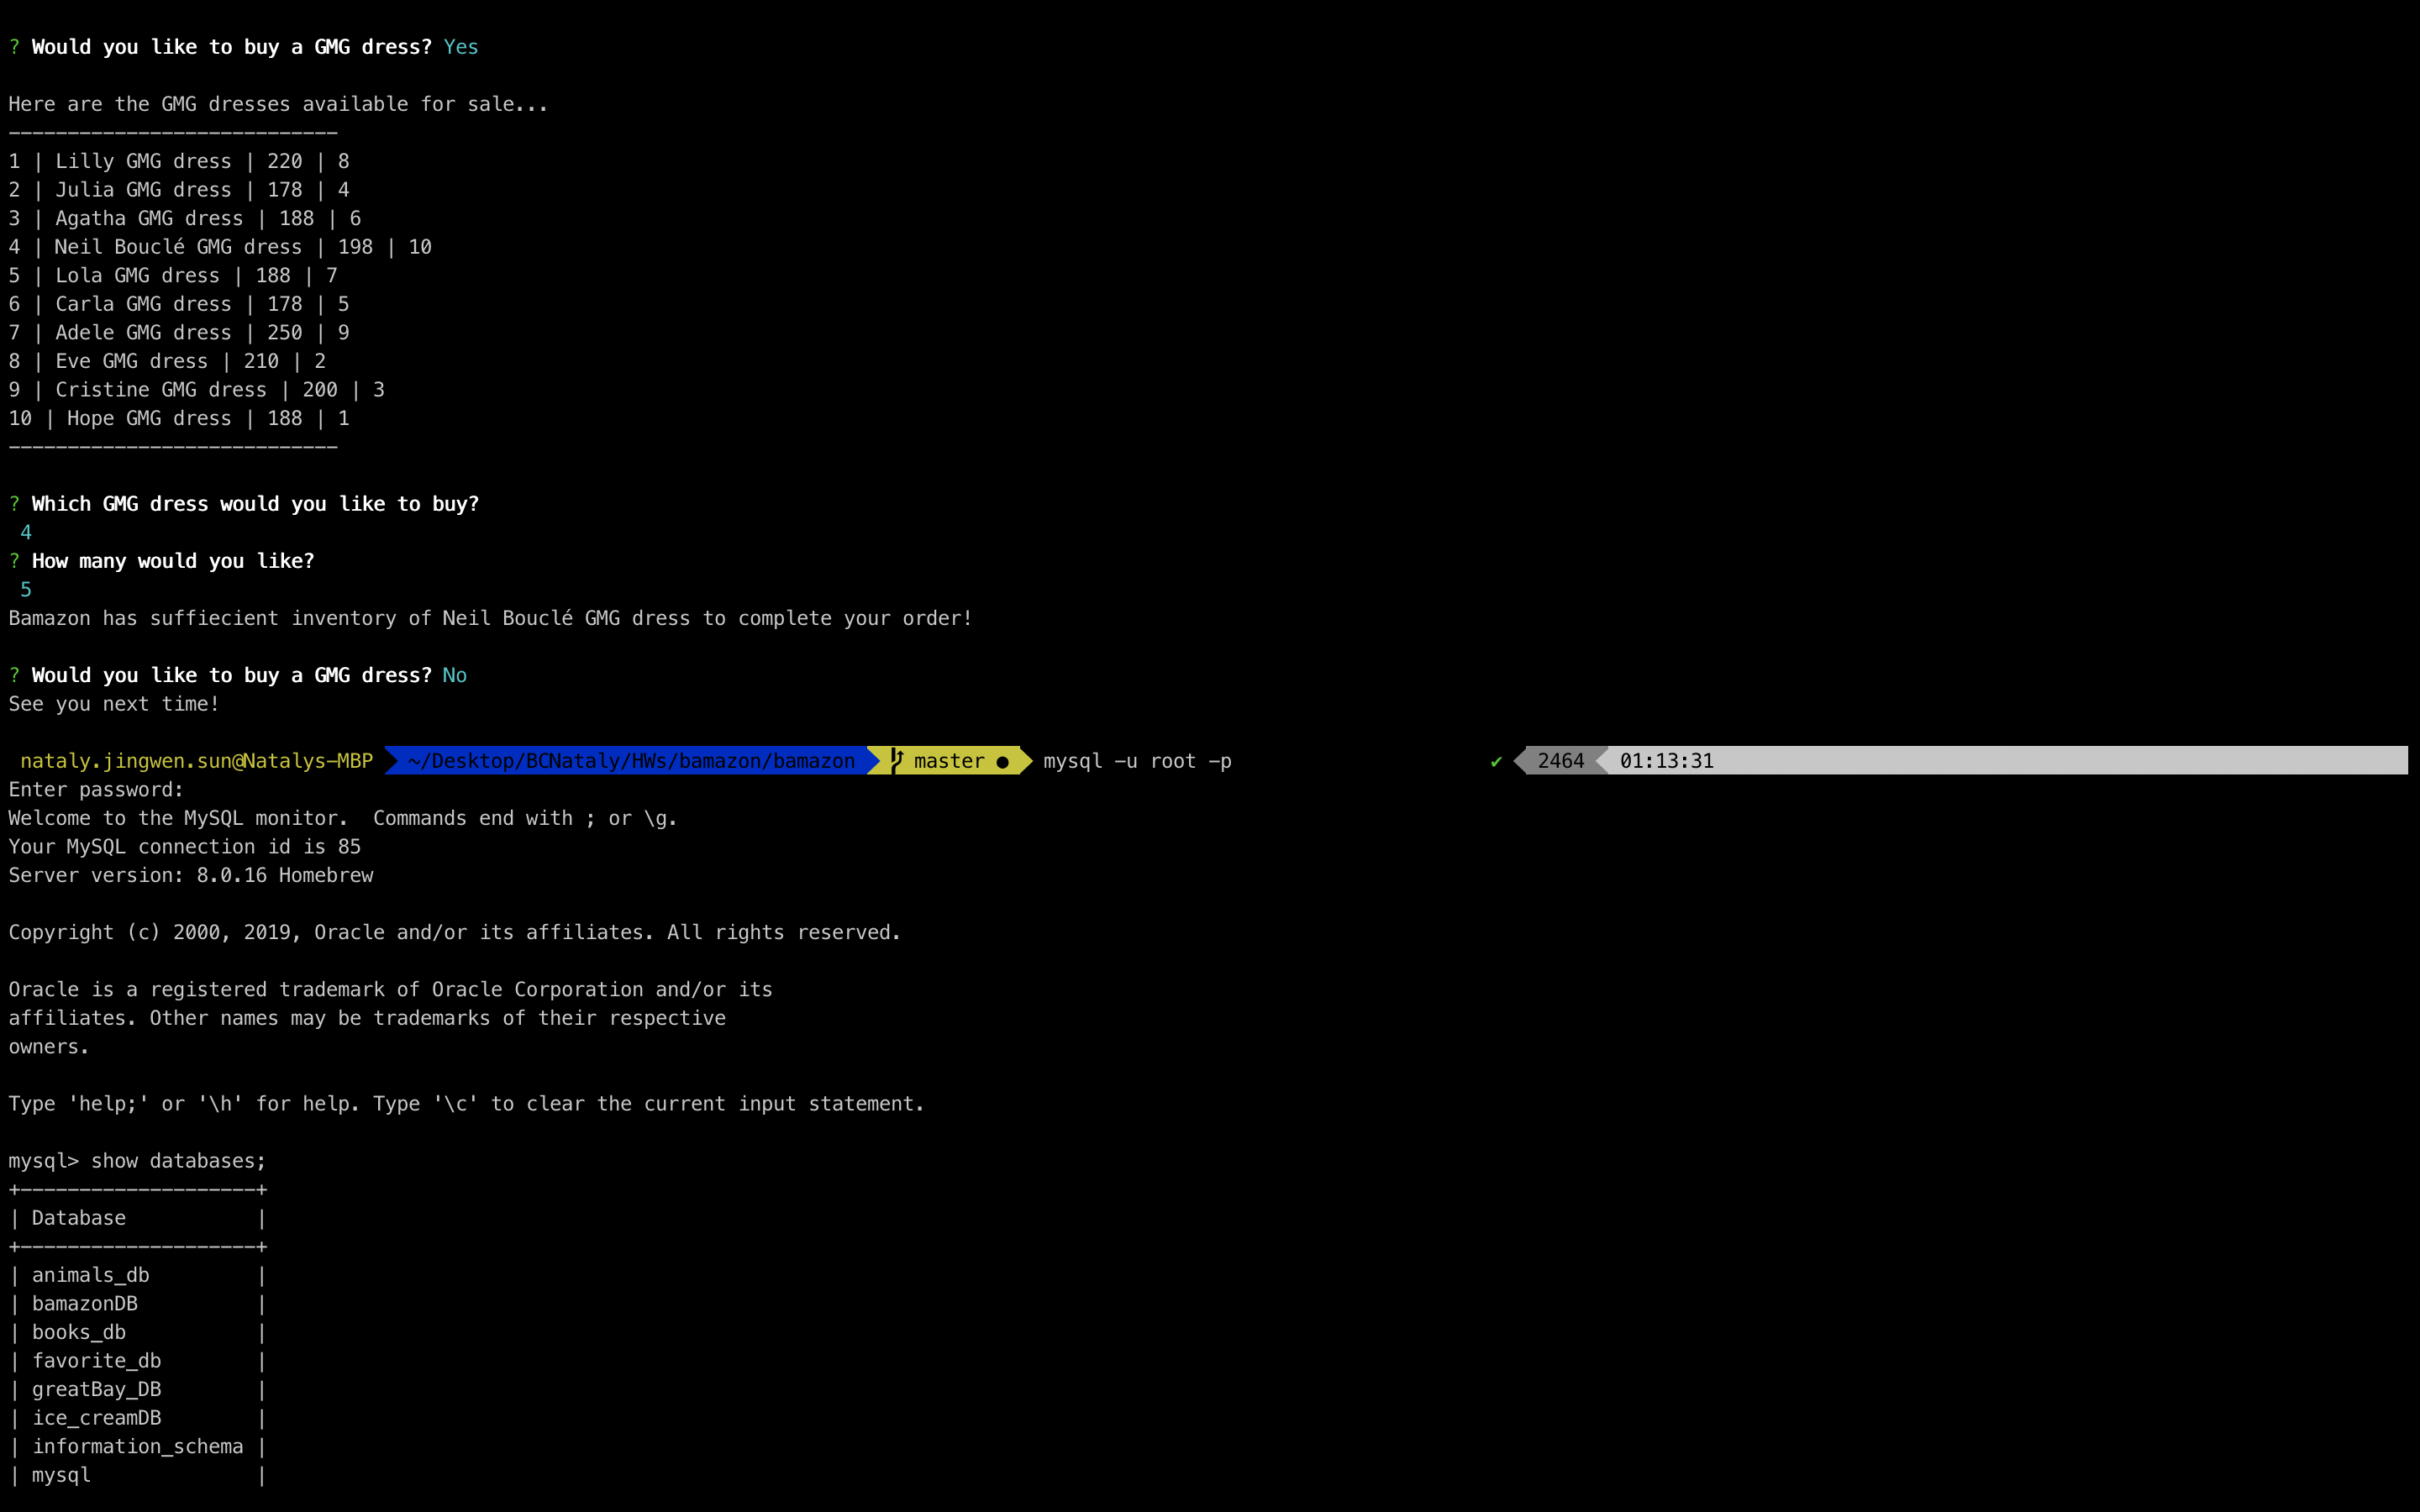 ? Would you like to buy a GMG dress? Yes
Here are the GMG dresses available for sale...
----------------------------
1 | Lilly GMG dress | 220 | 8
2 | Julia GMG dress | 178 | 4
3 | Agatha GMG dress | 188 | 6
4 | Neil Bouclé GMG dress | 198 | 10
5 | Lola GMG dress | 188 | 7
6 | Carla GMG dress | 178 | 5
7 | Adele GMG dress | 250 | 9
8 | Eve GMG dress | 210 | 2
9 | Cristine GMG dress | 200 | 3
10 | Hope GMG dress | 188 | 1
----------------------------
? Which GMG dress would you like to buy?
4
? How many would you like?
5
Bamazon has suffiecient inventory of Neil Bouclé GMG dress to complete your order!
? Would you like to buy a GMG dress? No
See you next time!
nataly.jingwen.sun@Natalys-MBP ~/Desktop/BCNataly/HWs/bamazon/bamazon master ● mysql -u root -p ✔ 2464 01:13:31
Enter password:
Welcome to the MySQL monitor.  Commands end with ; or \g.
Your MySQL connection id is 85
Server version: 8.0.16 Homebrew
Copyright (c) 2000, 2019, Oracle and/or its affiliates. All rights reserved.
Oracle is a registered trademark of Oracle Corporation and/or its
affiliates. Other names may be trademarks of their respective
owners.
Type 'help;' or '\h' for help. Type '\c' to clear the current input statement.
mysql> show databases;
+--------------------+
| Database           |
+--------------------+
| animals_db         |
| bamazonDB          |
| books_db           |
| favorite_db        |
| greatBay_DB        |
| ice_creamDB        |
| information_schema |
| mysql              |